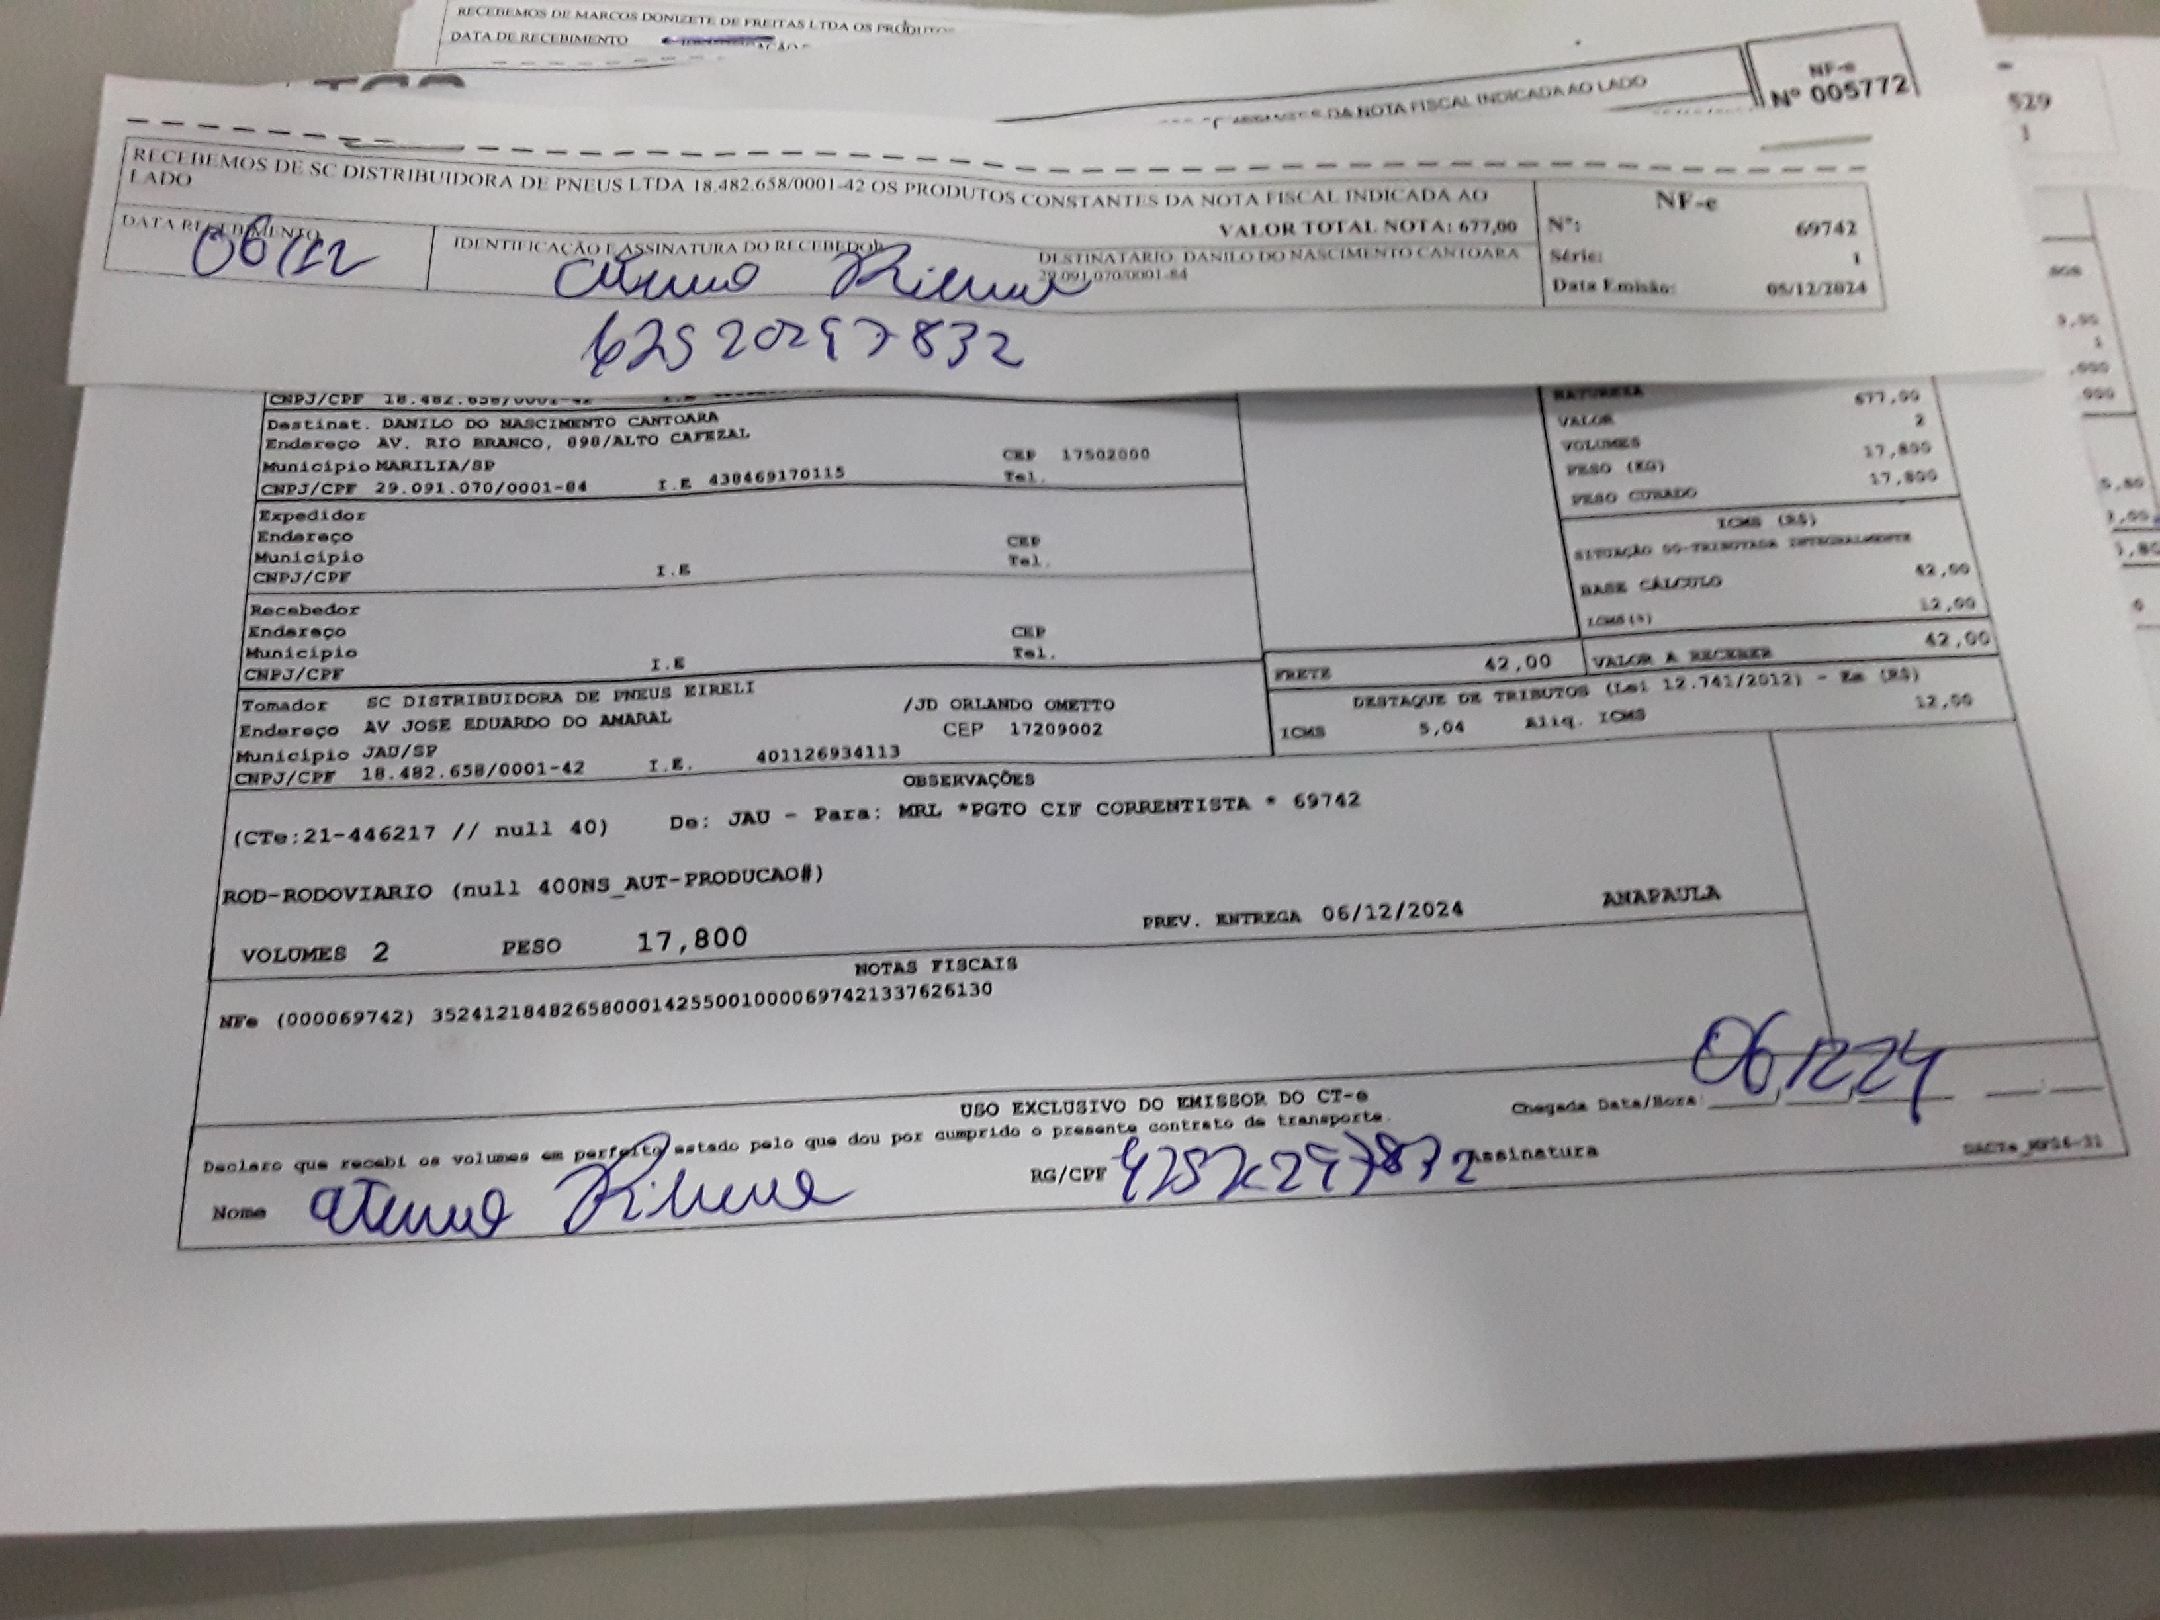 RECEBEMOS DE MARCOS DONIZETE DE FREITAS LTDA OS PRODUTOS
DATA DE RECEBIMENTO
DA NOTA FISCAL INDICADA AO LADO
NF-e
Nº 005772
529
1
RECEBEMOS DE SC DISTRIBUIDORA DE PNEUS LTDA 18.482.658/0001-42 OS PRODUTOS CONSTANTES DA NOTA FISCAL INDICADA AO
LADO
VALOR TOTAL NOTA: 677,00
DATA RECEBIMENTO
06/12
IDENTIFICAÇÃO E ASSINATURA DO RECEBEDOR
DESTINATARIO: DANILO DO NASCIMENTO CANTOARA
29.091.070/0001-84
NF-e
Nº: 69742
Série: 1
Data Emissão: 05/12/2024
CNPJ/CPF 18.482.658/0001-42 I.E
Destinat. DANILO DO NASCIMENTO CANTOARA
Endereço AV. RIO BRANCO, 898/ALTO CAFEZAL
Município MARILIA/SP CEP 17502000
CNPJ/CPF 29.091.070/0001-84 I.E 438469170115 Tel.
Expedidor
Endereço
Município CEP
CNPJ/CPF I.E Tel.
Recebedor
Endereço
Município CEP
CNPJ/CPF I.E Tel.
Tomador SC DISTRIBUIDORA DE PNEUS EIRELI
Endereço AV JOSE EDUARDO DO AMARAL /JD ORLANDO OMETTO
Município JAU/SP CEP 17209002
CNPJ/CPF 18.482.658/0001-42 I.E. 401126934113
NATUREZA
VALOR 677,00
VOLUMES 2
PESO (KG) 17,800
PESO CUBADO 17,800
ICMS (R$)
SITUAÇÃO 00-TRIBUTADA INTEGRALMENTE
BASE CÁLCULO 42,00
ICMS(%) 12,00
FRETE 42,00 VALOR A RECEBER 42,00
DESTAQUE DE TRIBUTOS (Lei 12.741/2012) - Em (R$)
ICMS 5,04 Aliq. ICMS 12,00
OBSERVAÇÕES
(CTe:21-446217 // null 40) De: JAU - Para: MRL *PGTO CIF CORRENTISTA * 69742
ROD-RODOVIARIO (null 400NS_AUT-PRODUCAO#)
VOLUMES 2 PESO 17,800 PREV. ENTREGA 06/12/2024 ANAPAULA
NOTAS FISCAIS
NFe (000069742) 35241218482658000142550010000697421337626130
USO EXCLUSIVO DO EMISSOR DO CT-e
Declaro que recebi os volumes em perfeito estado pelo que dou por cumprido o presente contrato de transporte.
Chegada Data/Hora: 06/12/24
Nome RG/CPF Assinatura